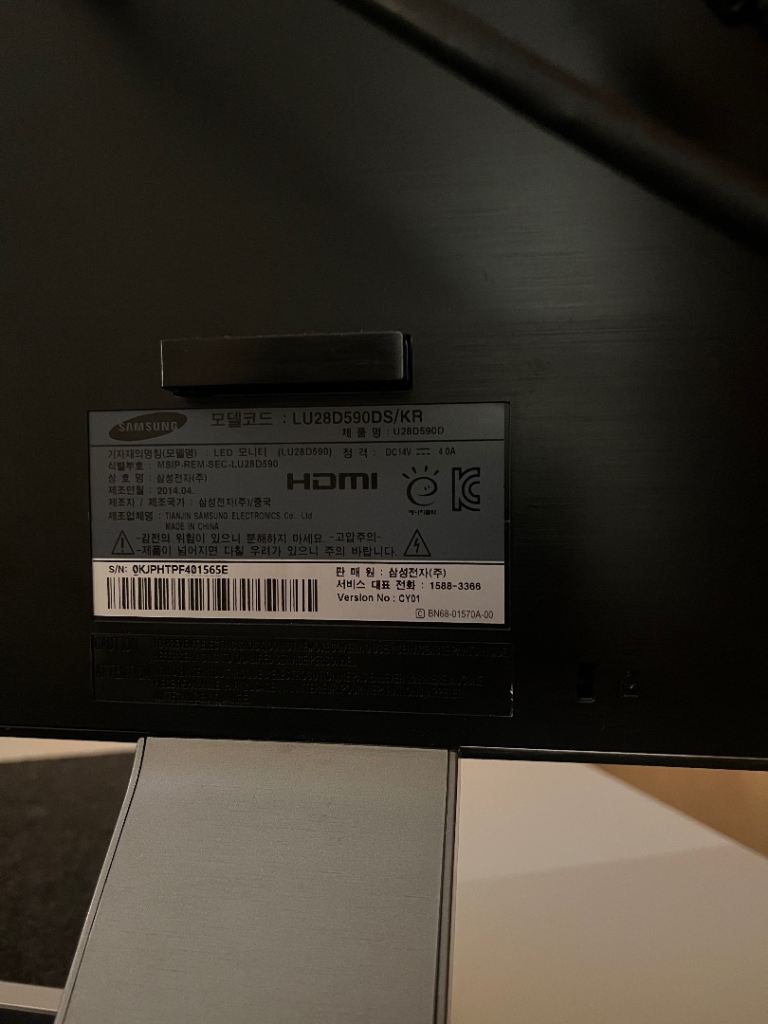 SAMSUNG
모델코드 : LU28D590DS/KR
제 품 명 : U28D590D
기자재의명칭(모델명) : LED 모니터 (LU28D590) 정 격 : DC14V ⎓ 4.0A
식별부호 : MSIP-REM-SEC-LU28D590
상 호 명 : 삼성전자(주)
제조연월 : 2014.04.
제조자 / 제조국가 : 삼성전자(주)/중국
제조업체명 : TIANJIN SAMSUNG ELECTRONICS Co., Ltd
MADE IN CHINA
HDMI
에너지절약
-감전의 위험이 있으니 분해하지 마세요. -고압주의-
-제품이 넘어지면 다칠 우려가 있으니 주의 바랍니다.
S/N: 0KJPHTPF401565E
판 매 원 : 삼성전자(주)
서비스 대표 전화 : 1588-3366
Version No : CY01
C BN68-01570A-00
CAUTION
ATTENTION